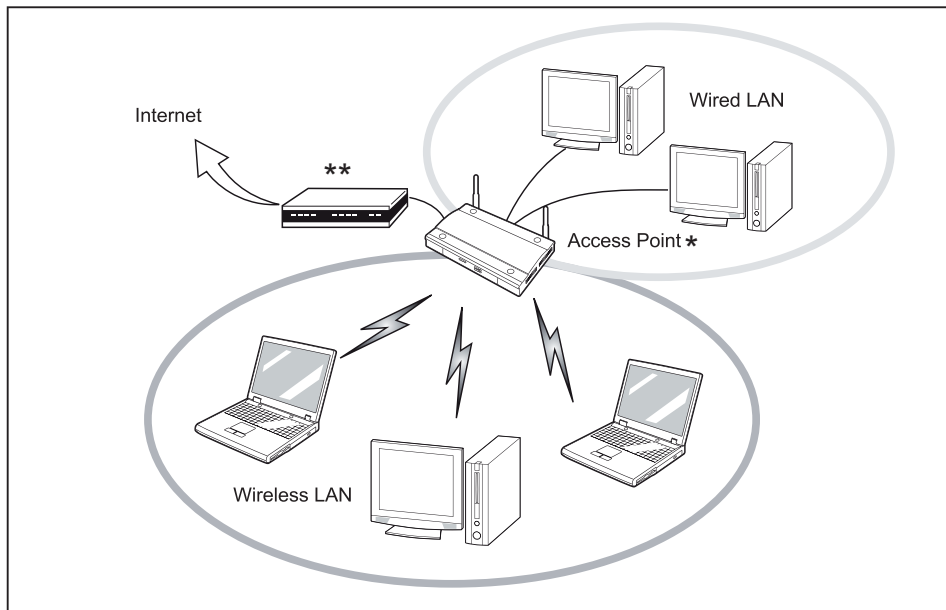 Internet
**
Wired LAN
Access Point*
Wireless LAN